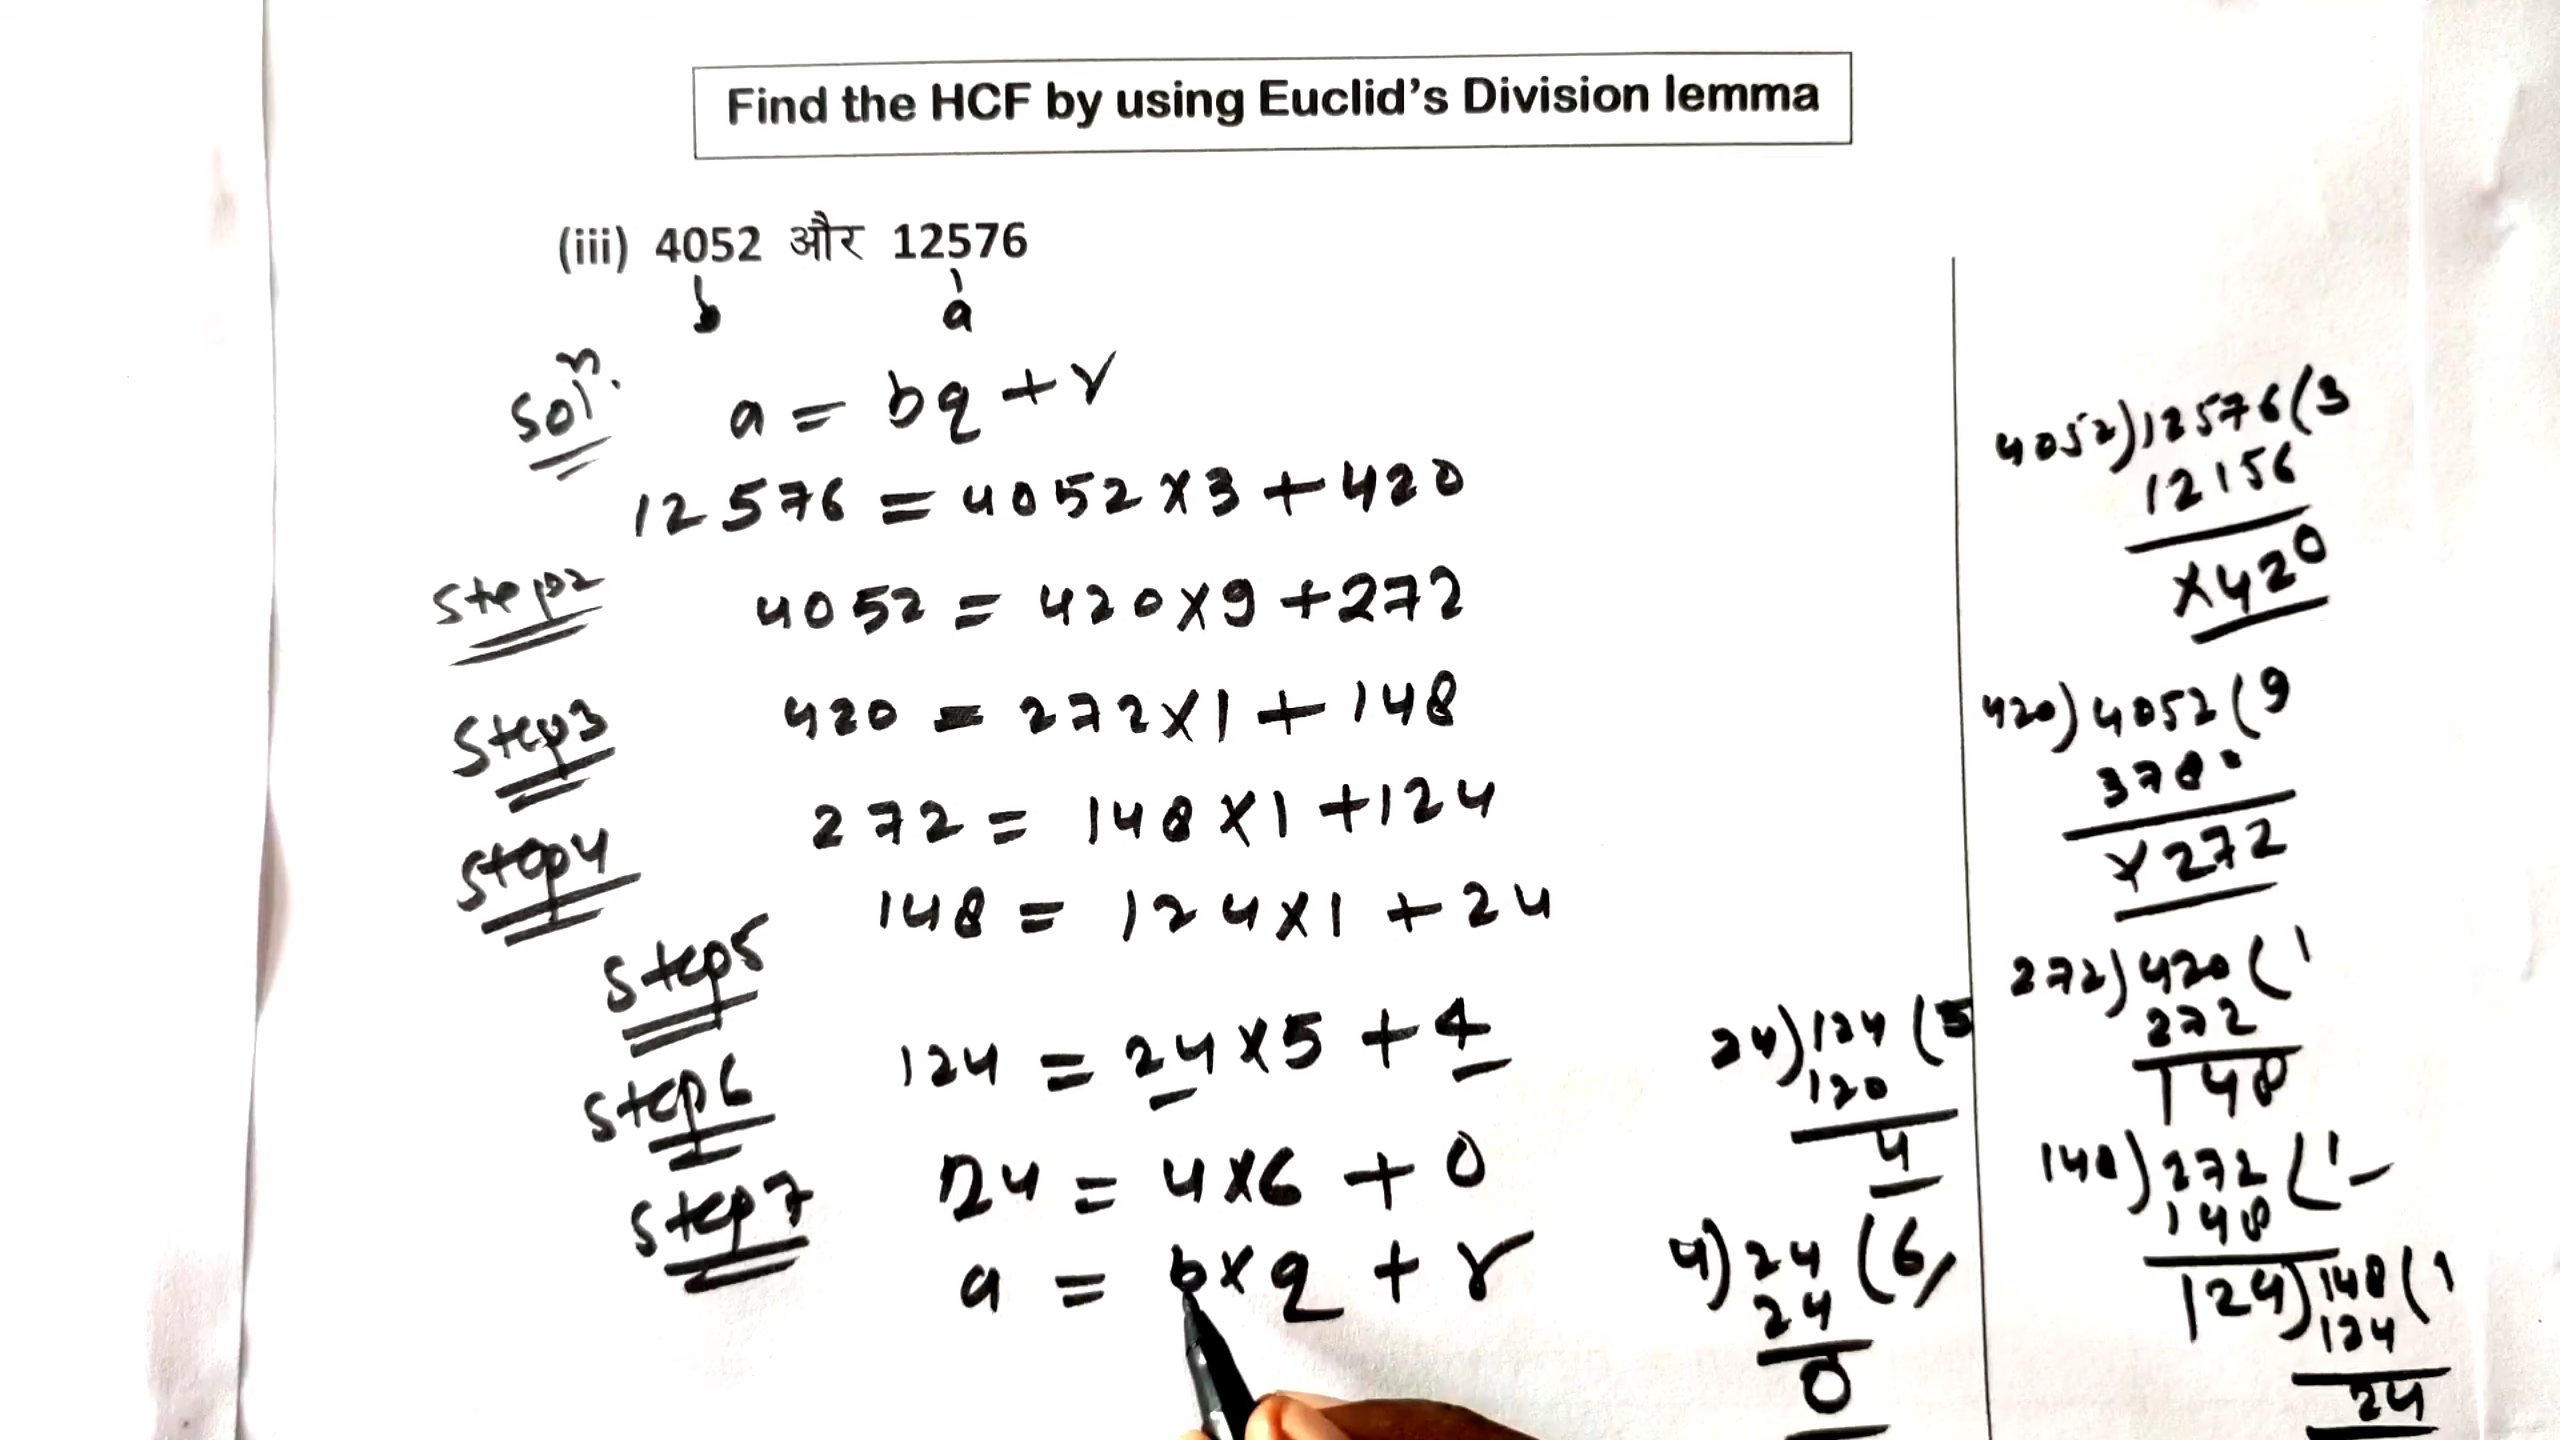 Find the HCF by using Euclid's Division lemma
(iii) 4052 और 12576
b a
Solⁿ. a = bq + r
12576 = 4052 × 3 + 420
Step2 4052 = 420 × 9 + 272
Step3 420 = 272 × 1 + 148
Step4 272 = 148 × 1 + 124
Step5 148 = 124 × 1 + 24
Step6 124 = 24 × 5 + 4
Step7 24 = 4 × 6 + 0
a = b × q + r
24)124(5
120
4
4)24(6
24
0
4052)12576(3
12156
×420
420)4052(9
3780
×272
272)420(1
272
148
148)272(1
148
124)148(1
124
24